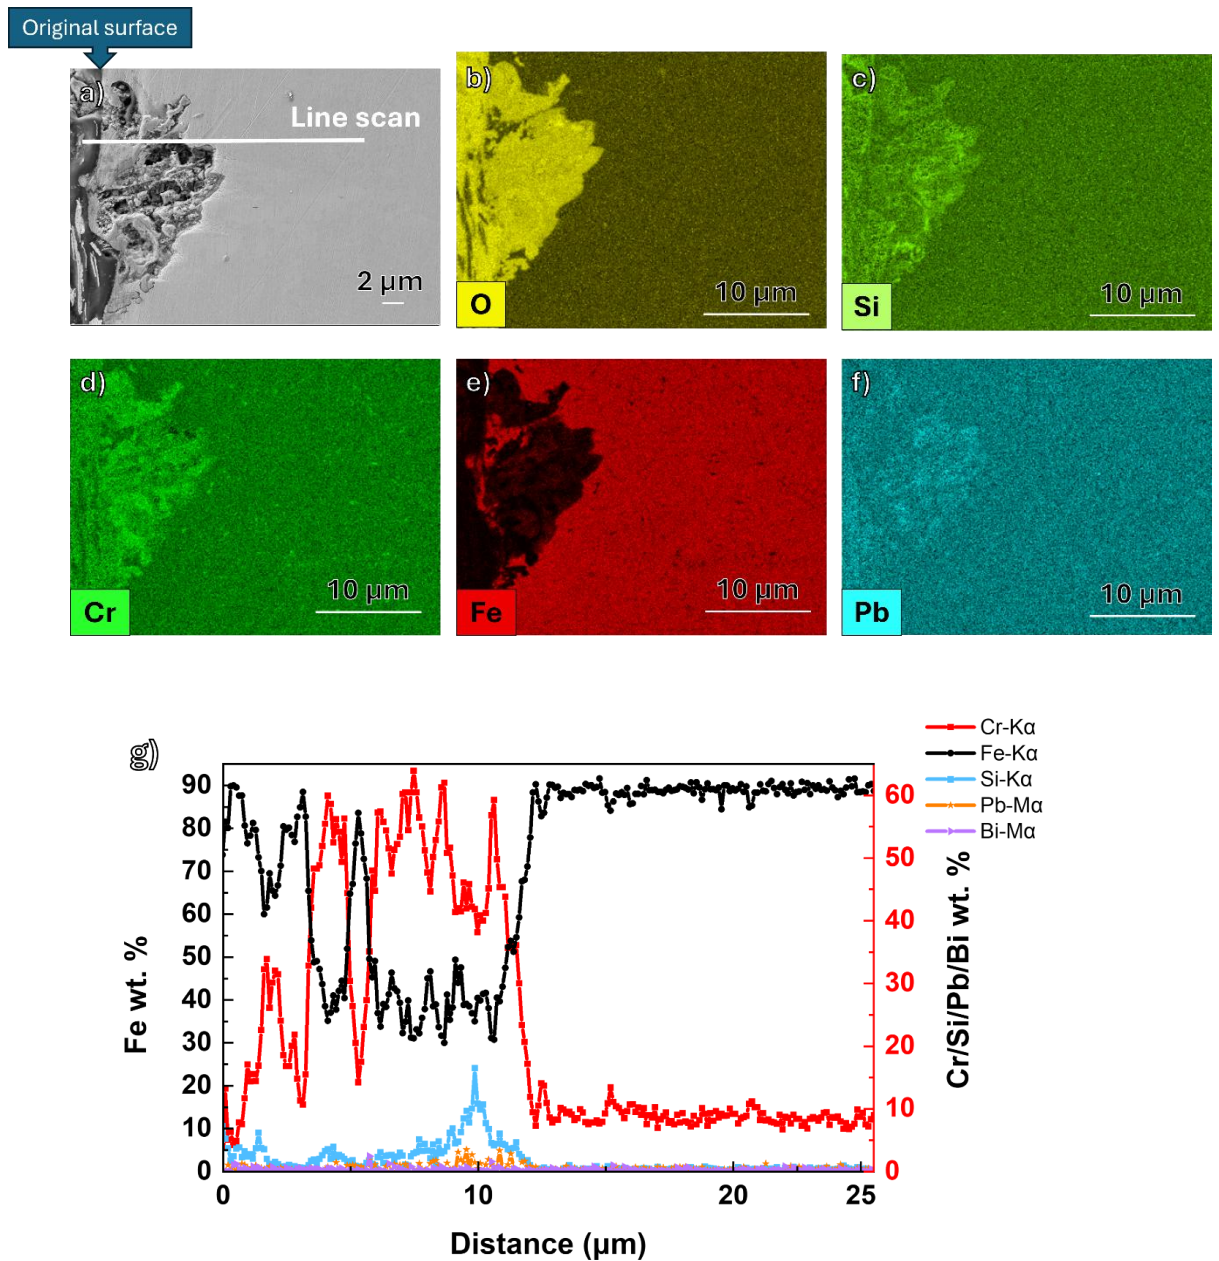 Original surface
a)
Line scan
2 µm
b)
O
10 µm
c)
Si
10 µm
d)
Cr
10 µm
e)
Fe
10 µm
f)
Pb
10 µm
g)
Cr-Kα
Fe-Kα
Si-Kα
Pb-Mα
Bi-Mα
Fe wt. %
90
80
70
60
50
40
30
20
10
0
60
50
40
30
20
10
0
Cr/Si/Pb/Bi wt. %
0 10 20 25
Distance (µm)